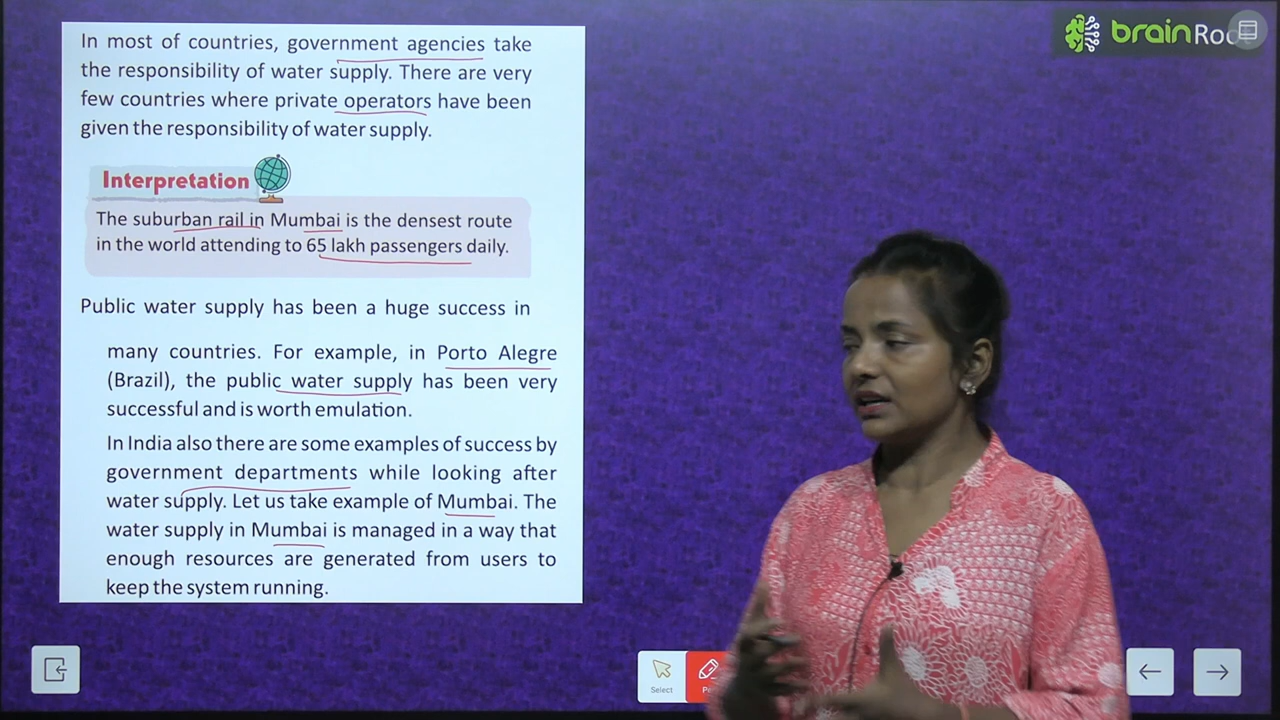 In most of countries, government agencies take
the responsibility of water supply. There are very
few countries where private operators have been
given the responsibility of water supply.
Interpretation
The suburban rail in Mumbai is the densest route
in the world attending to 65 lakh passengers daily.
Public water supply has been a huge success in
many countries. For example, in Porto Alegre
(Brazil), the public water supply has been very
successful and is worth emulation.
In India also there are some examples of success by
government departments while looking after
water supply. Let us take example of Mumbai. The
water supply in Mumbai is managed in a way that
enough resources are generated from users to
keep the system running.
brain
Select